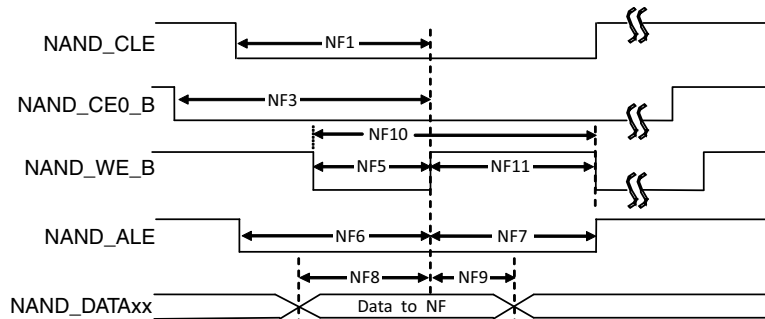 NAND_CLE
NF1
NAND_CE0_B
NF3
NF10
NAND_WE_B
NF5
NF11
NAND_ALE
NF6
NF7
NF8
NF9
NAND_DATAxx
Data to NF